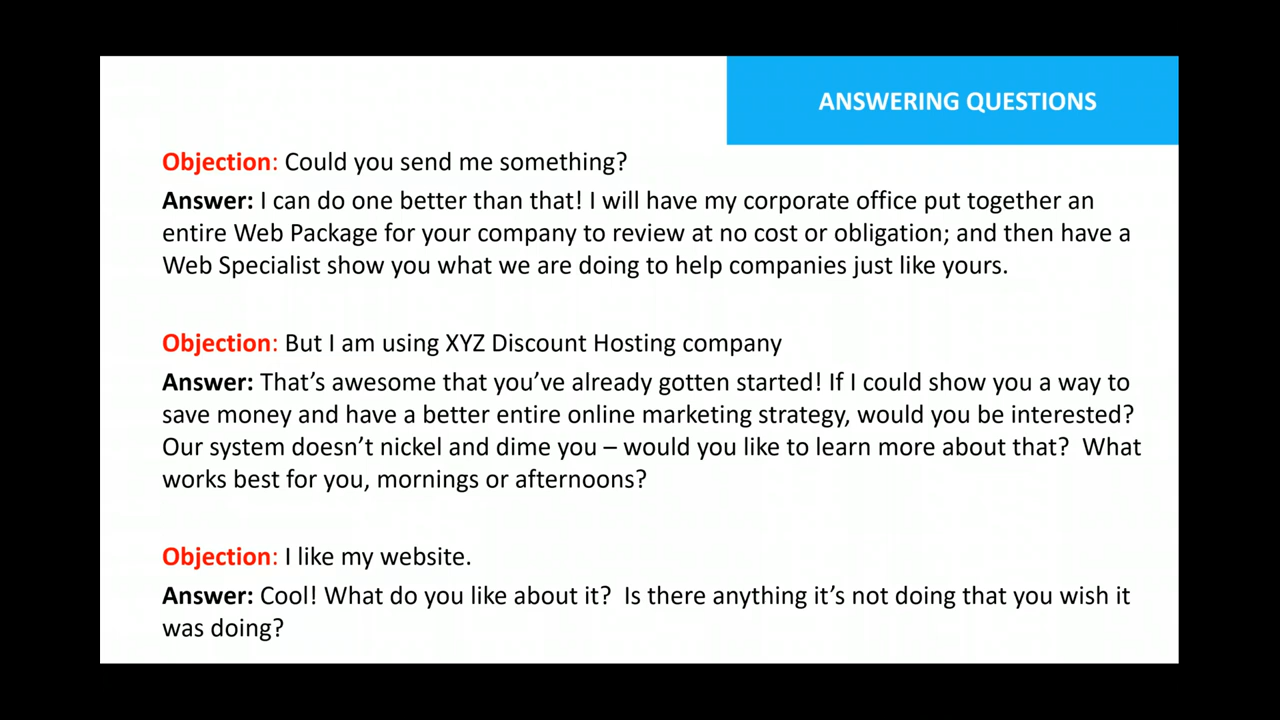 ANSWERING QUESTIONS
Objection: Could you send me something?
Answer: I can do one better than that! I will have my corporate office put together an
entire Web Package for your company to review at no cost or obligation; and then have a
Web Specialist show you what we are doing to help companies just like yours.
Objection: But I am using XYZ Discount Hosting company
Answer: That’s awesome that you’ve already gotten started! If I could show you a way to
save money and have a better entire online marketing strategy, would you be interested?
Our system doesn’t nickel and dime you – would you like to learn more about that?  What
works best for you, mornings or afternoons?
Objection: I like my website.
Answer: Cool! What do you like about it?  Is there anything it’s not doing that you wish it
was doing?